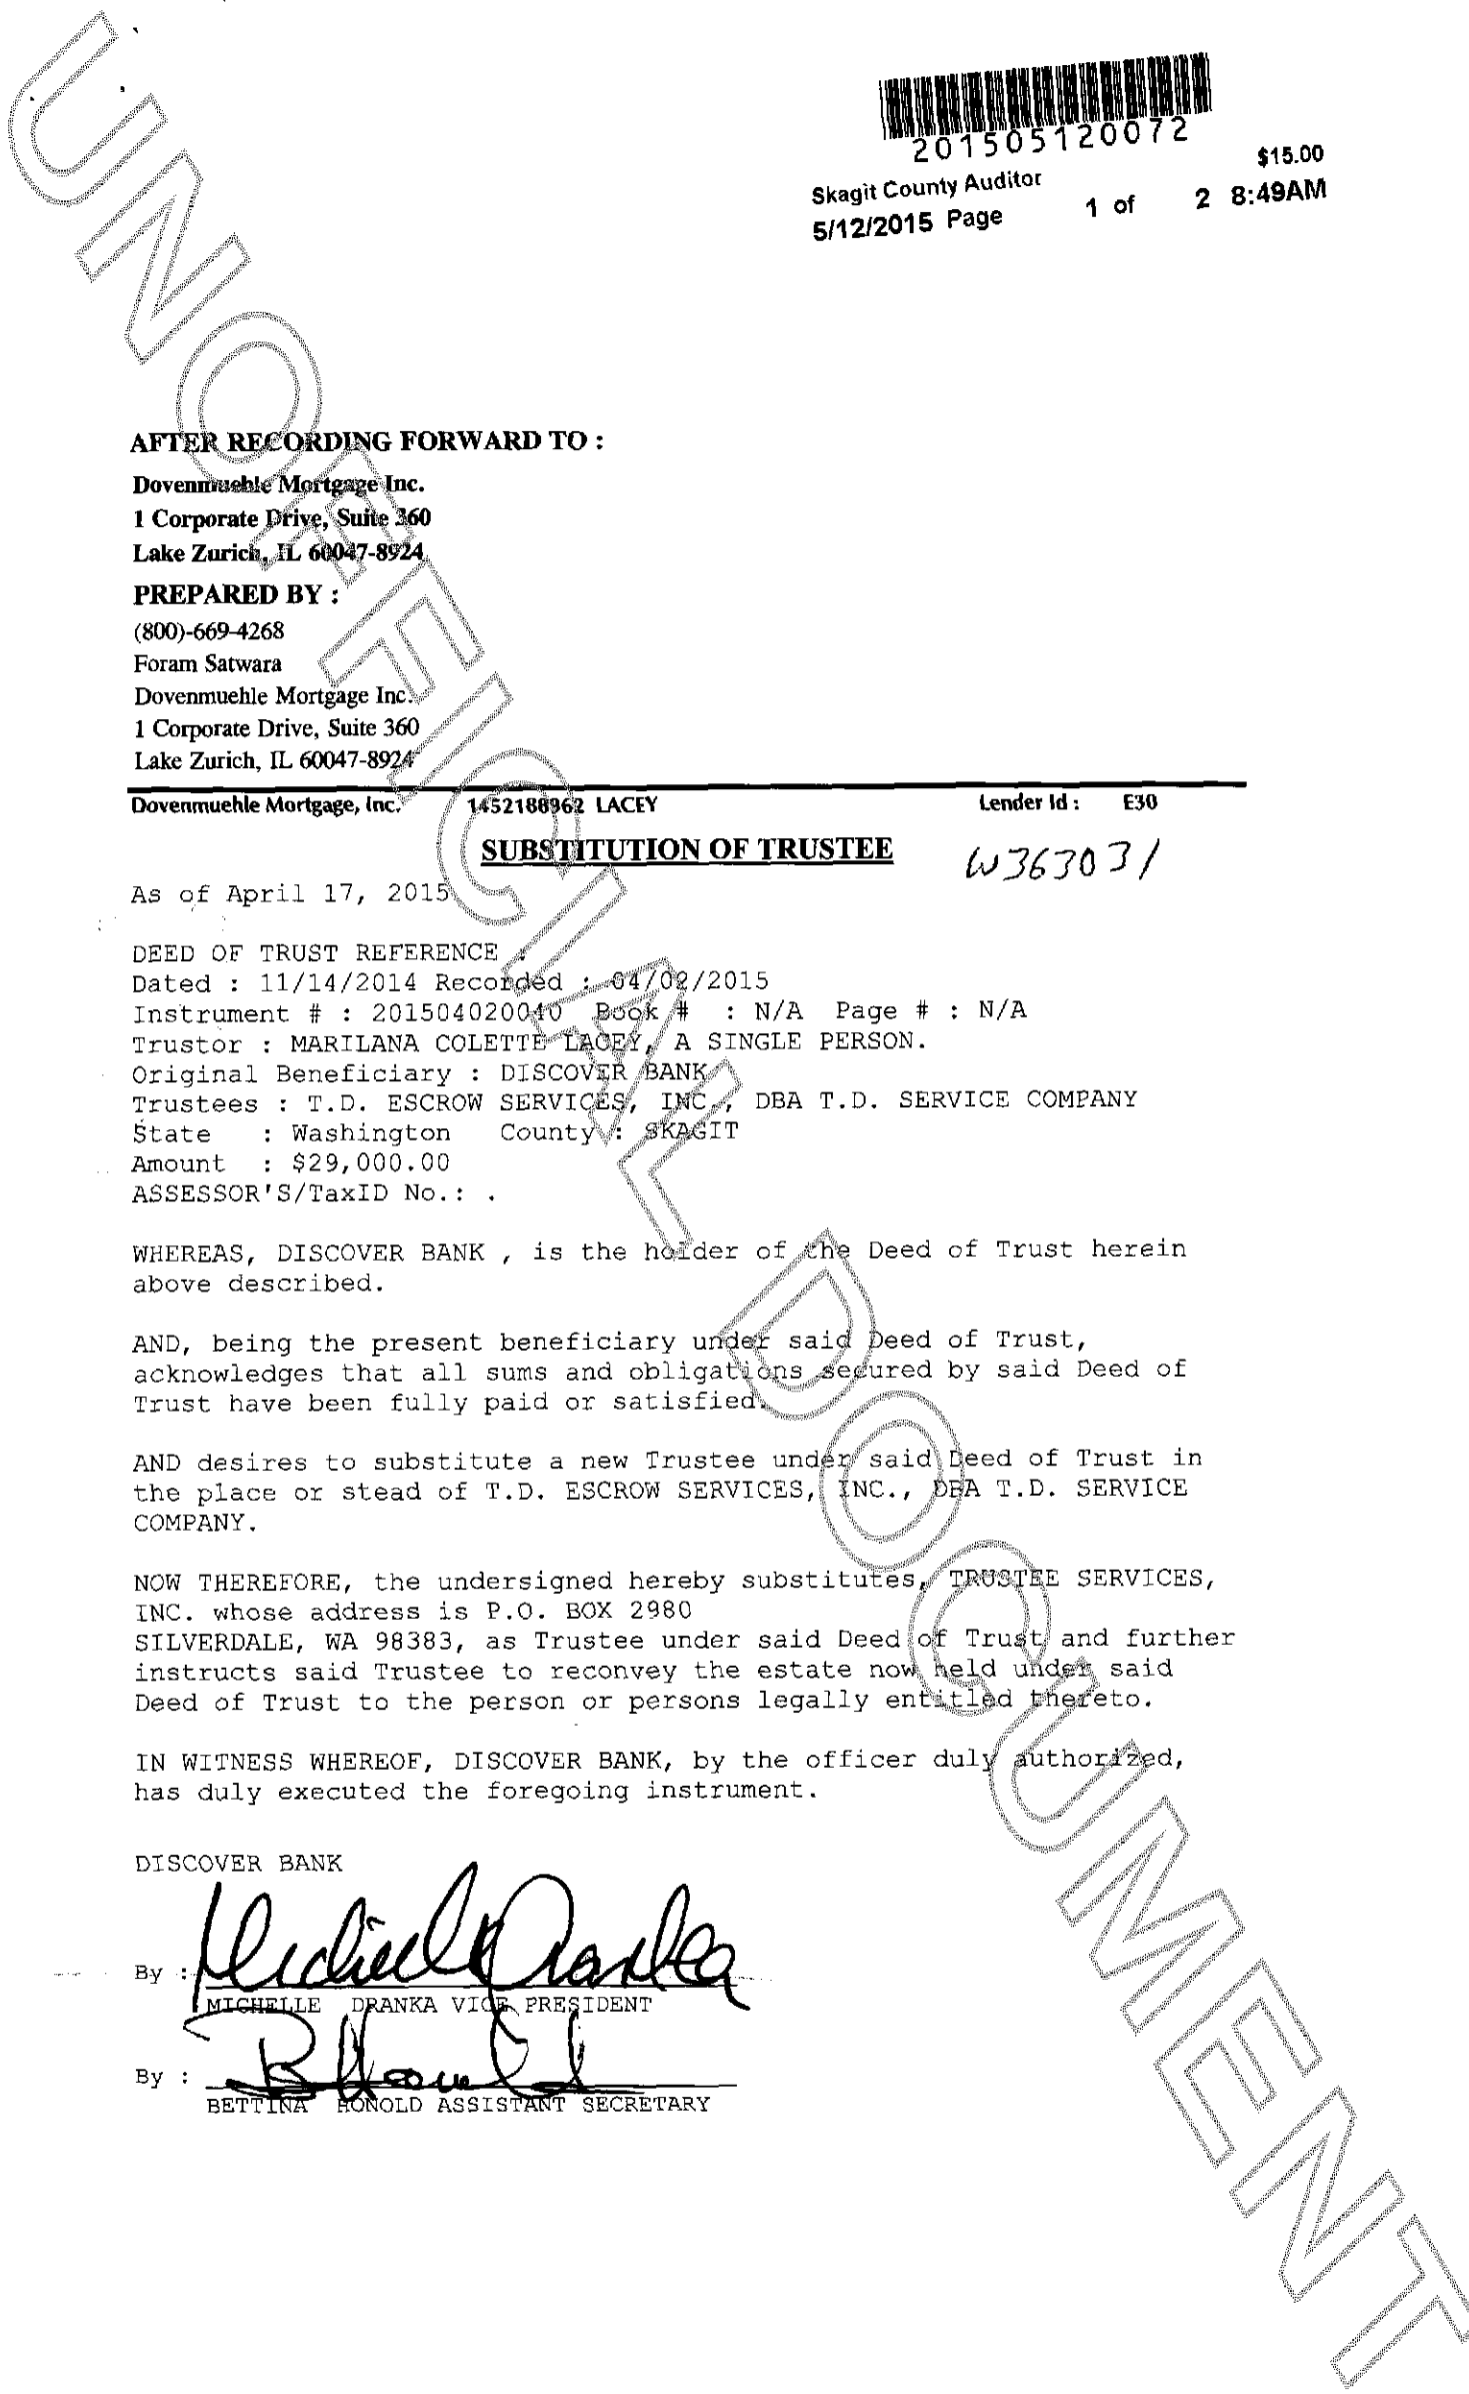 201505120072
$15.00
Skagit County Auditor
5/12/2015 Page 1 of 2 8:49AM
AFTER RECORDING FORWARD TO :
Dovenmuehle Mortgage Inc.
1 Corporate Drive, Suite 360
Lake Zurich, IL 60047-8924
PREPARED BY :
(800)-669-4268
Foram Satwara
Dovenmuehle Mortgage Inc.
1 Corporate Drive, Suite 360
Lake Zurich, IL 60047-8924
Dovenmuehle Mortgage, Inc. 1452188962 LACEY Lender Id : E30
SUBSTITUTION OF TRUSTEE W363031
As of April 17, 2015
DEED OF TRUST REFERENCE :
Dated : 11/14/2014 Recorded : 04/02/2015
Instrument # : 201504020040 Book # : N/A Page # : N/A
Trustor : MARILANA COLETTE LACEY, A SINGLE PERSON.
Original Beneficiary : DISCOVER BANK
Trustees : T.D. ESCROW SERVICES, INC., DBA T.D. SERVICE COMPANY
State : Washington County : SKAGIT
Amount : $29,000.00
ASSESSOR'S/TaxID No.: .
WHEREAS, DISCOVER BANK , is the holder of the Deed of Trust herein
above described.
AND, being the present beneficiary under said Deed of Trust,
acknowledges that all sums and obligations secured by said Deed of
Trust have been fully paid or satisfied.
AND desires to substitute a new Trustee under said Deed of Trust in
the place or stead of T.D. ESCROW SERVICES, INC., DBA T.D. SERVICE
COMPANY.
NOW THEREFORE, the undersigned hereby substitutes, TRUSTEE SERVICES,
INC. whose address is P.O. BOX 2980
SILVERDALE, WA 98383, as Trustee under said Deed of Trust and further
instructs said Trustee to reconvey the estate now held under said
Deed of Trust to the person or persons legally entitled thereto.
IN WITNESS WHEREOF, DISCOVER BANK, by the officer duly authorized,
has duly executed the foregoing instrument.
DISCOVER BANK
By : Michelle Dranka
MICHELLE DRANKA VICE PRESIDENT
By :
BETTINA HONOLD ASSISTANT SECRETARY
UNOFFICIAL DOCUMENT